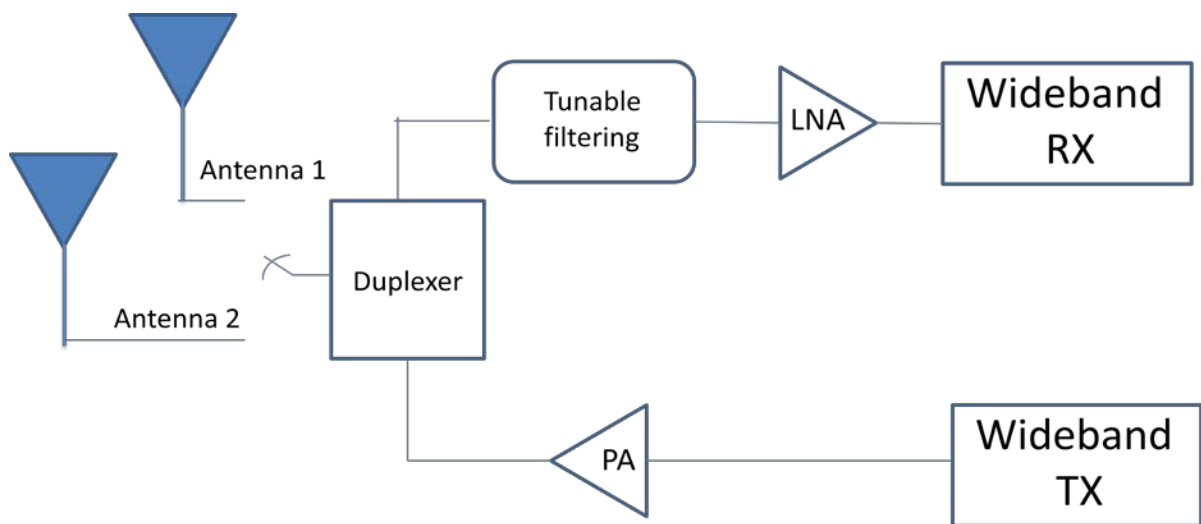 Antenna 1
Antenna 2
Duplexer
Tunable
filtering
LNA
Wideband
RX
PA
Wideband
TX